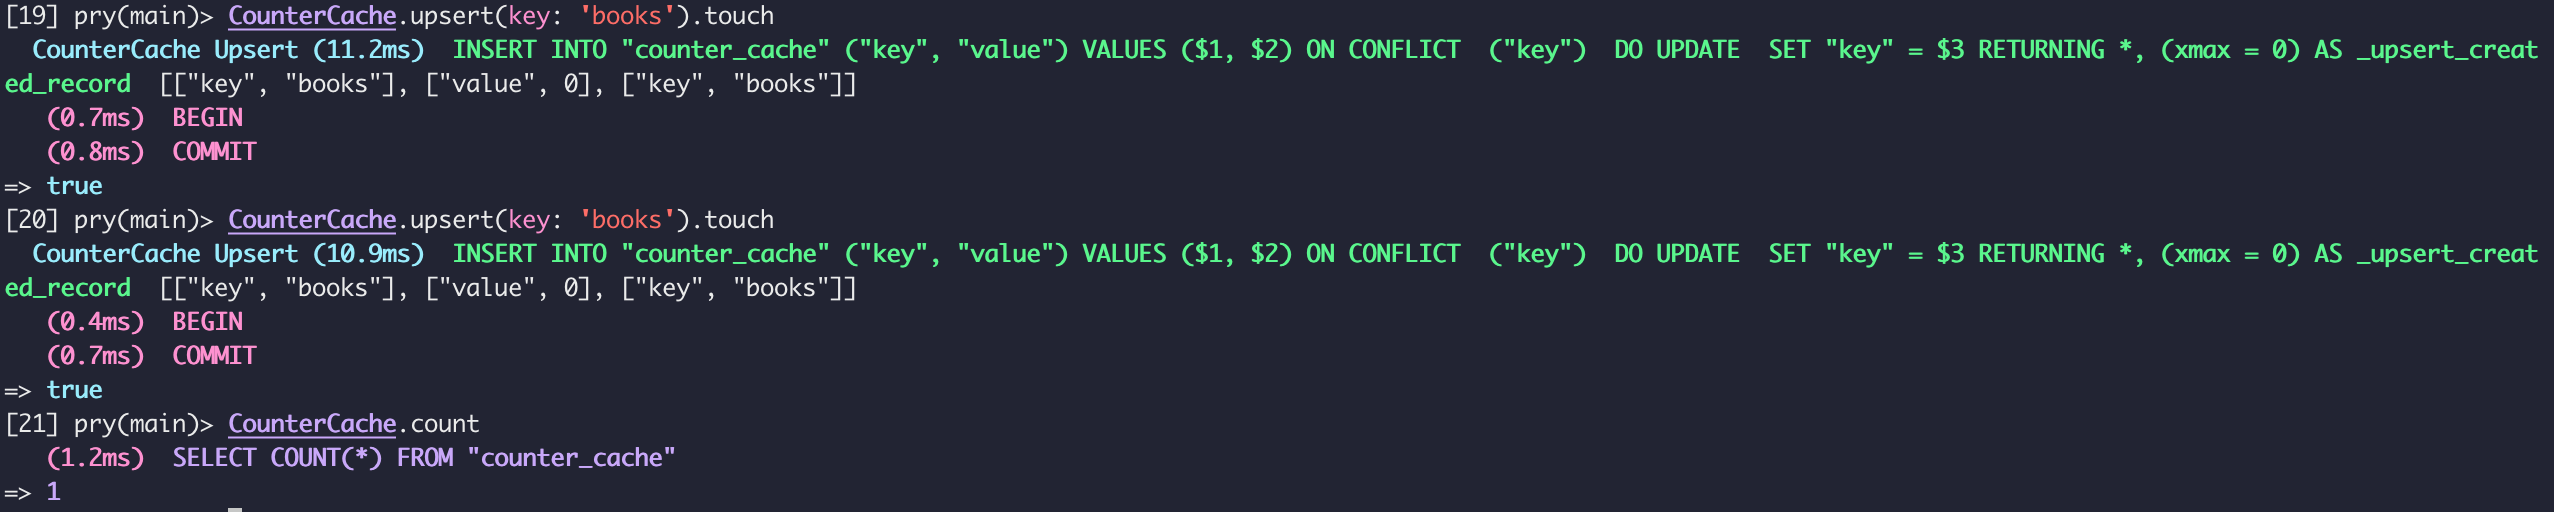 [19] pry(main)> CounterCache.upsert(key: 'books').touch
  CounterCache Upsert (11.2ms)  INSERT INTO "counter_cache" ("key", "value") VALUES ($1, $2) ON CONFLICT  ("key")  DO UPDATE  SET "key" = $3 RETURNING *, (xmax = 0) AS _upsert_creat
ed_record  [["key", "books"], ["value", 0], ["key", "books"]]
   (0.7ms)  BEGIN
   (0.8ms)  COMMIT
=> true
[20] pry(main)> CounterCache.upsert(key: 'books').touch
  CounterCache Upsert (10.9ms)  INSERT INTO "counter_cache" ("key", "value") VALUES ($1, $2) ON CONFLICT  ("key")  DO UPDATE  SET "key" = $3 RETURNING *, (xmax = 0) AS _upsert_creat
ed_record  [["key", "books"], ["value", 0], ["key", "books"]]
   (0.4ms)  BEGIN
   (0.7ms)  COMMIT
=> true
[21] pry(main)> CounterCache.count
   (1.2ms)  SELECT COUNT(*) FROM "counter_cache"
=> 1